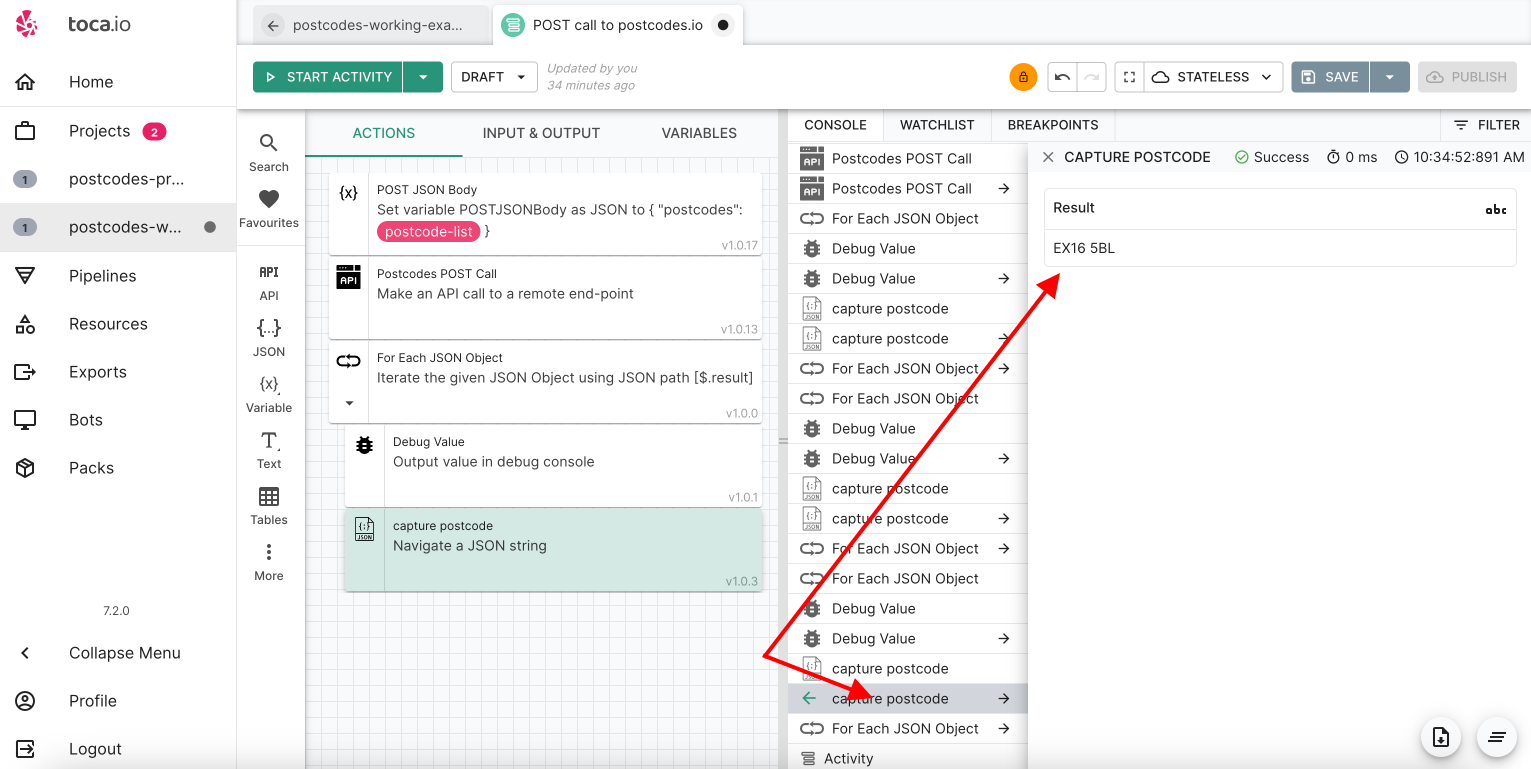 toca.io
Home
Projects 2
1 postcodes-pr...
1 postcodes-w...
Pipelines
Resources
Exports
Bots
Packs
7.2.0
Collapse Menu
Profile
Logout
postcodes-working-exa...
POST call to postcodes.io
START ACTIVITY
DRAFT
Updated by you
34 minutes ago
STATELESS
SAVE
PUBLISH
Search
Favourites
API
API
{...}
JSON
{x}
Variable
T
Text
Tables
More
ACTIONS
INPUT & OUTPUT
VARIABLES
{x}
POST JSON Body
Set variable POSTJSONBody as JSON to { "postcodes":
postcode-list }
v1.0.17
API
Postcodes POST Call
Make an API call to a remote end-point
v1.0.13
For Each JSON Object
Iterate the given JSON Object using JSON path [$.result]
v1.0.0
Debug Value
Output value in debug console
v1.0.1
{;}
JSON
capture postcode
Navigate a JSON string
v1.0.3
CONSOLE
WATCHLIST
BREAKPOINTS
FILTER
API Postcodes POST Call
API Postcodes POST Call
For Each JSON Object
Debug Value
Debug Value
JSON capture postcode
JSON capture postcode
For Each JSON Object
For Each JSON Object
Debug Value
Debug Value
JSON capture postcode
JSON capture postcode
For Each JSON Object
For Each JSON Object
Debug Value
Debug Value
JSON capture postcode
capture postcode
For Each JSON Object
Activity
CAPTURE POSTCODE
Success
0 ms
10:34:52:891 AM
Result
abc
EX16 5BL